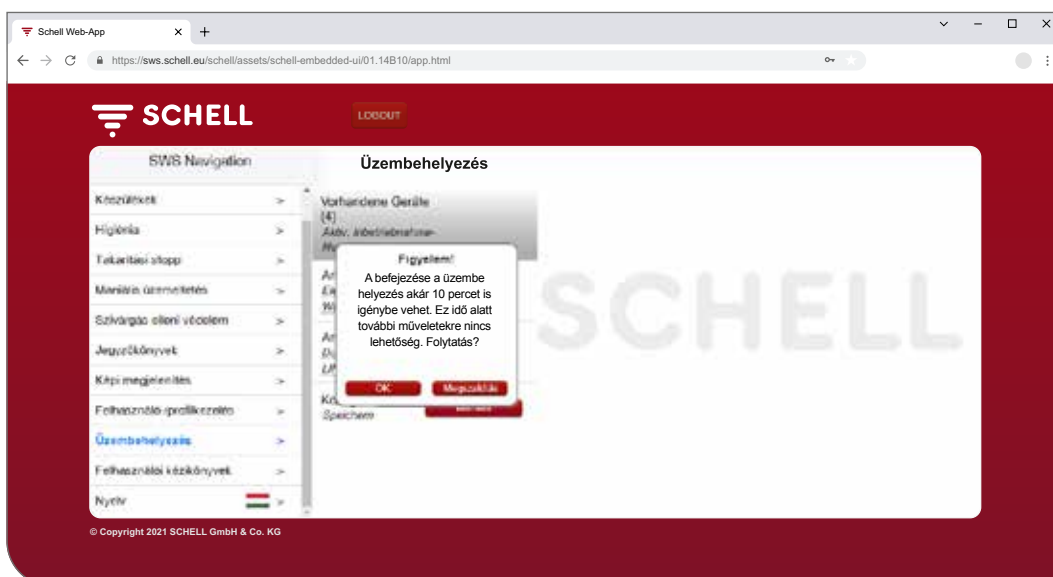 Schell Web-App
https://sws.schell.eu/schell/assets/schell-embedded-ui/01.14B10/app.html
SCHELL
LOGOUT
SWS Navigation
Üzembehelyezés
Készülékek
Higiénia
Takarítási stopp
Manuális üzemeltetés
Szivárgás elleni védelem
Jegyzőkönyvek
Képi megjelenítés
Felhasználó-/profilkezelés
Üzembehelyezés
Felhasználói kézikönyvek
Nyelv
Vorhandene Geräte
[4]
Aktiv. Inbetriebnahme-
Speichern
Figyelem!
A befejezése a üzembe
helyezés akár 10 percet is
igénybe vehet. Ez idő alatt
további műveletekre nincs
lehetőség. Folytatás?
OK
Megszakítás
SCHELL
© Copyright 2021 SCHELL GmbH & Co. KG